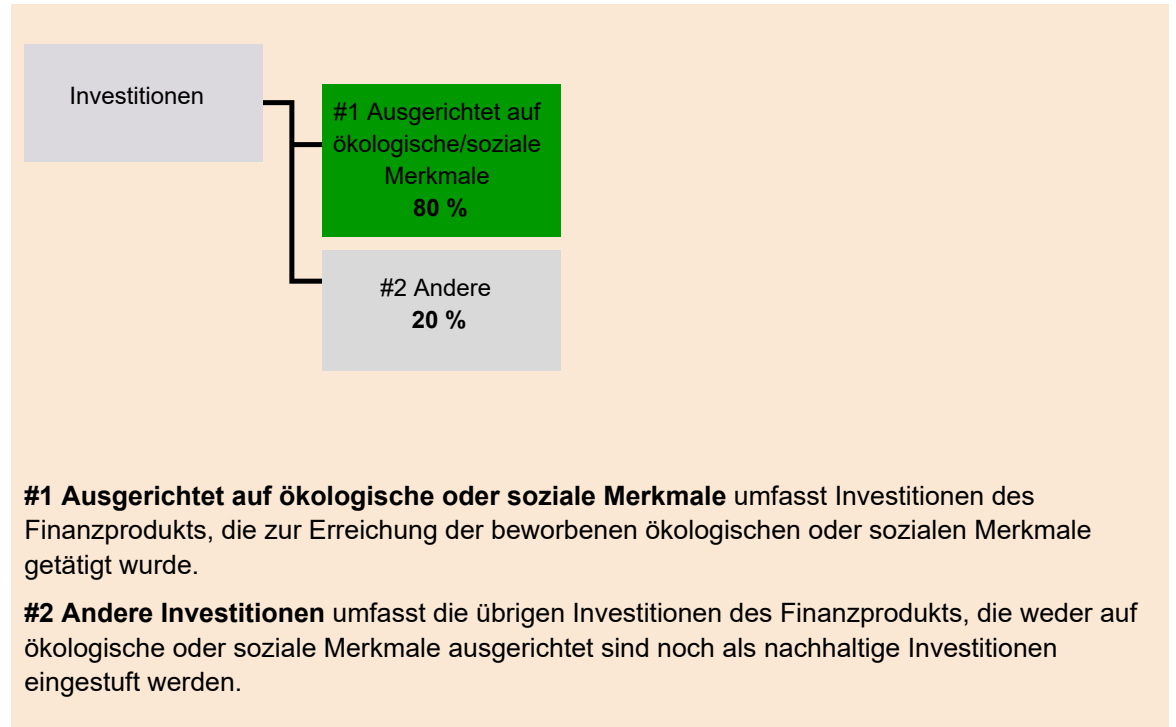 Investitionen
#1 Ausgerichtet auf
ökologische/soziale
Merkmale
80 %
#2 Andere
20 %
#1 Ausgerichtet auf ökologische oder soziale Merkmale umfasst Investitionen des
Finanzprodukts, die zur Erreichung der beworbenen ökologischen oder sozialen Merkmale
getätigt wurde.
#2 Andere Investitionen umfasst die übrigen Investitionen des Finanzprodukts, die weder auf
ökologische oder soziale Merkmale ausgerichtet sind noch als nachhaltige Investitionen
eingestuft werden.